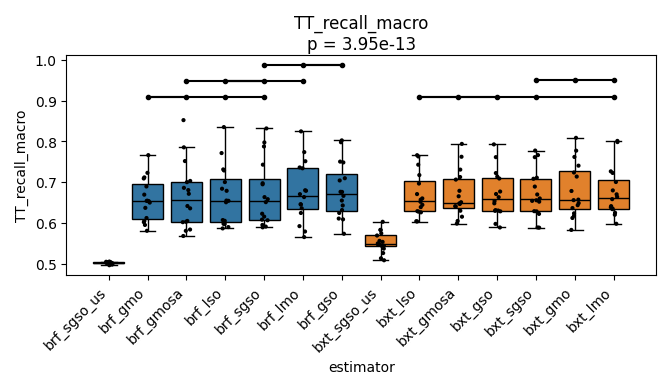 TT_recall_macro
p = 3.95e-13
1.0
0.9
0.8
0.7
0.6
0.5
TT_recall_macro
brf_sgso_us
brf_gmo
brf_gmosa
brf_lso
brf_sgso
brf_lmo
brf_gso
bxt_sgso_us
bxt_lso
bxt_gmosa
bxt_gso
bxt_sgso
bxt_gmo
bxt_lmo
estimator